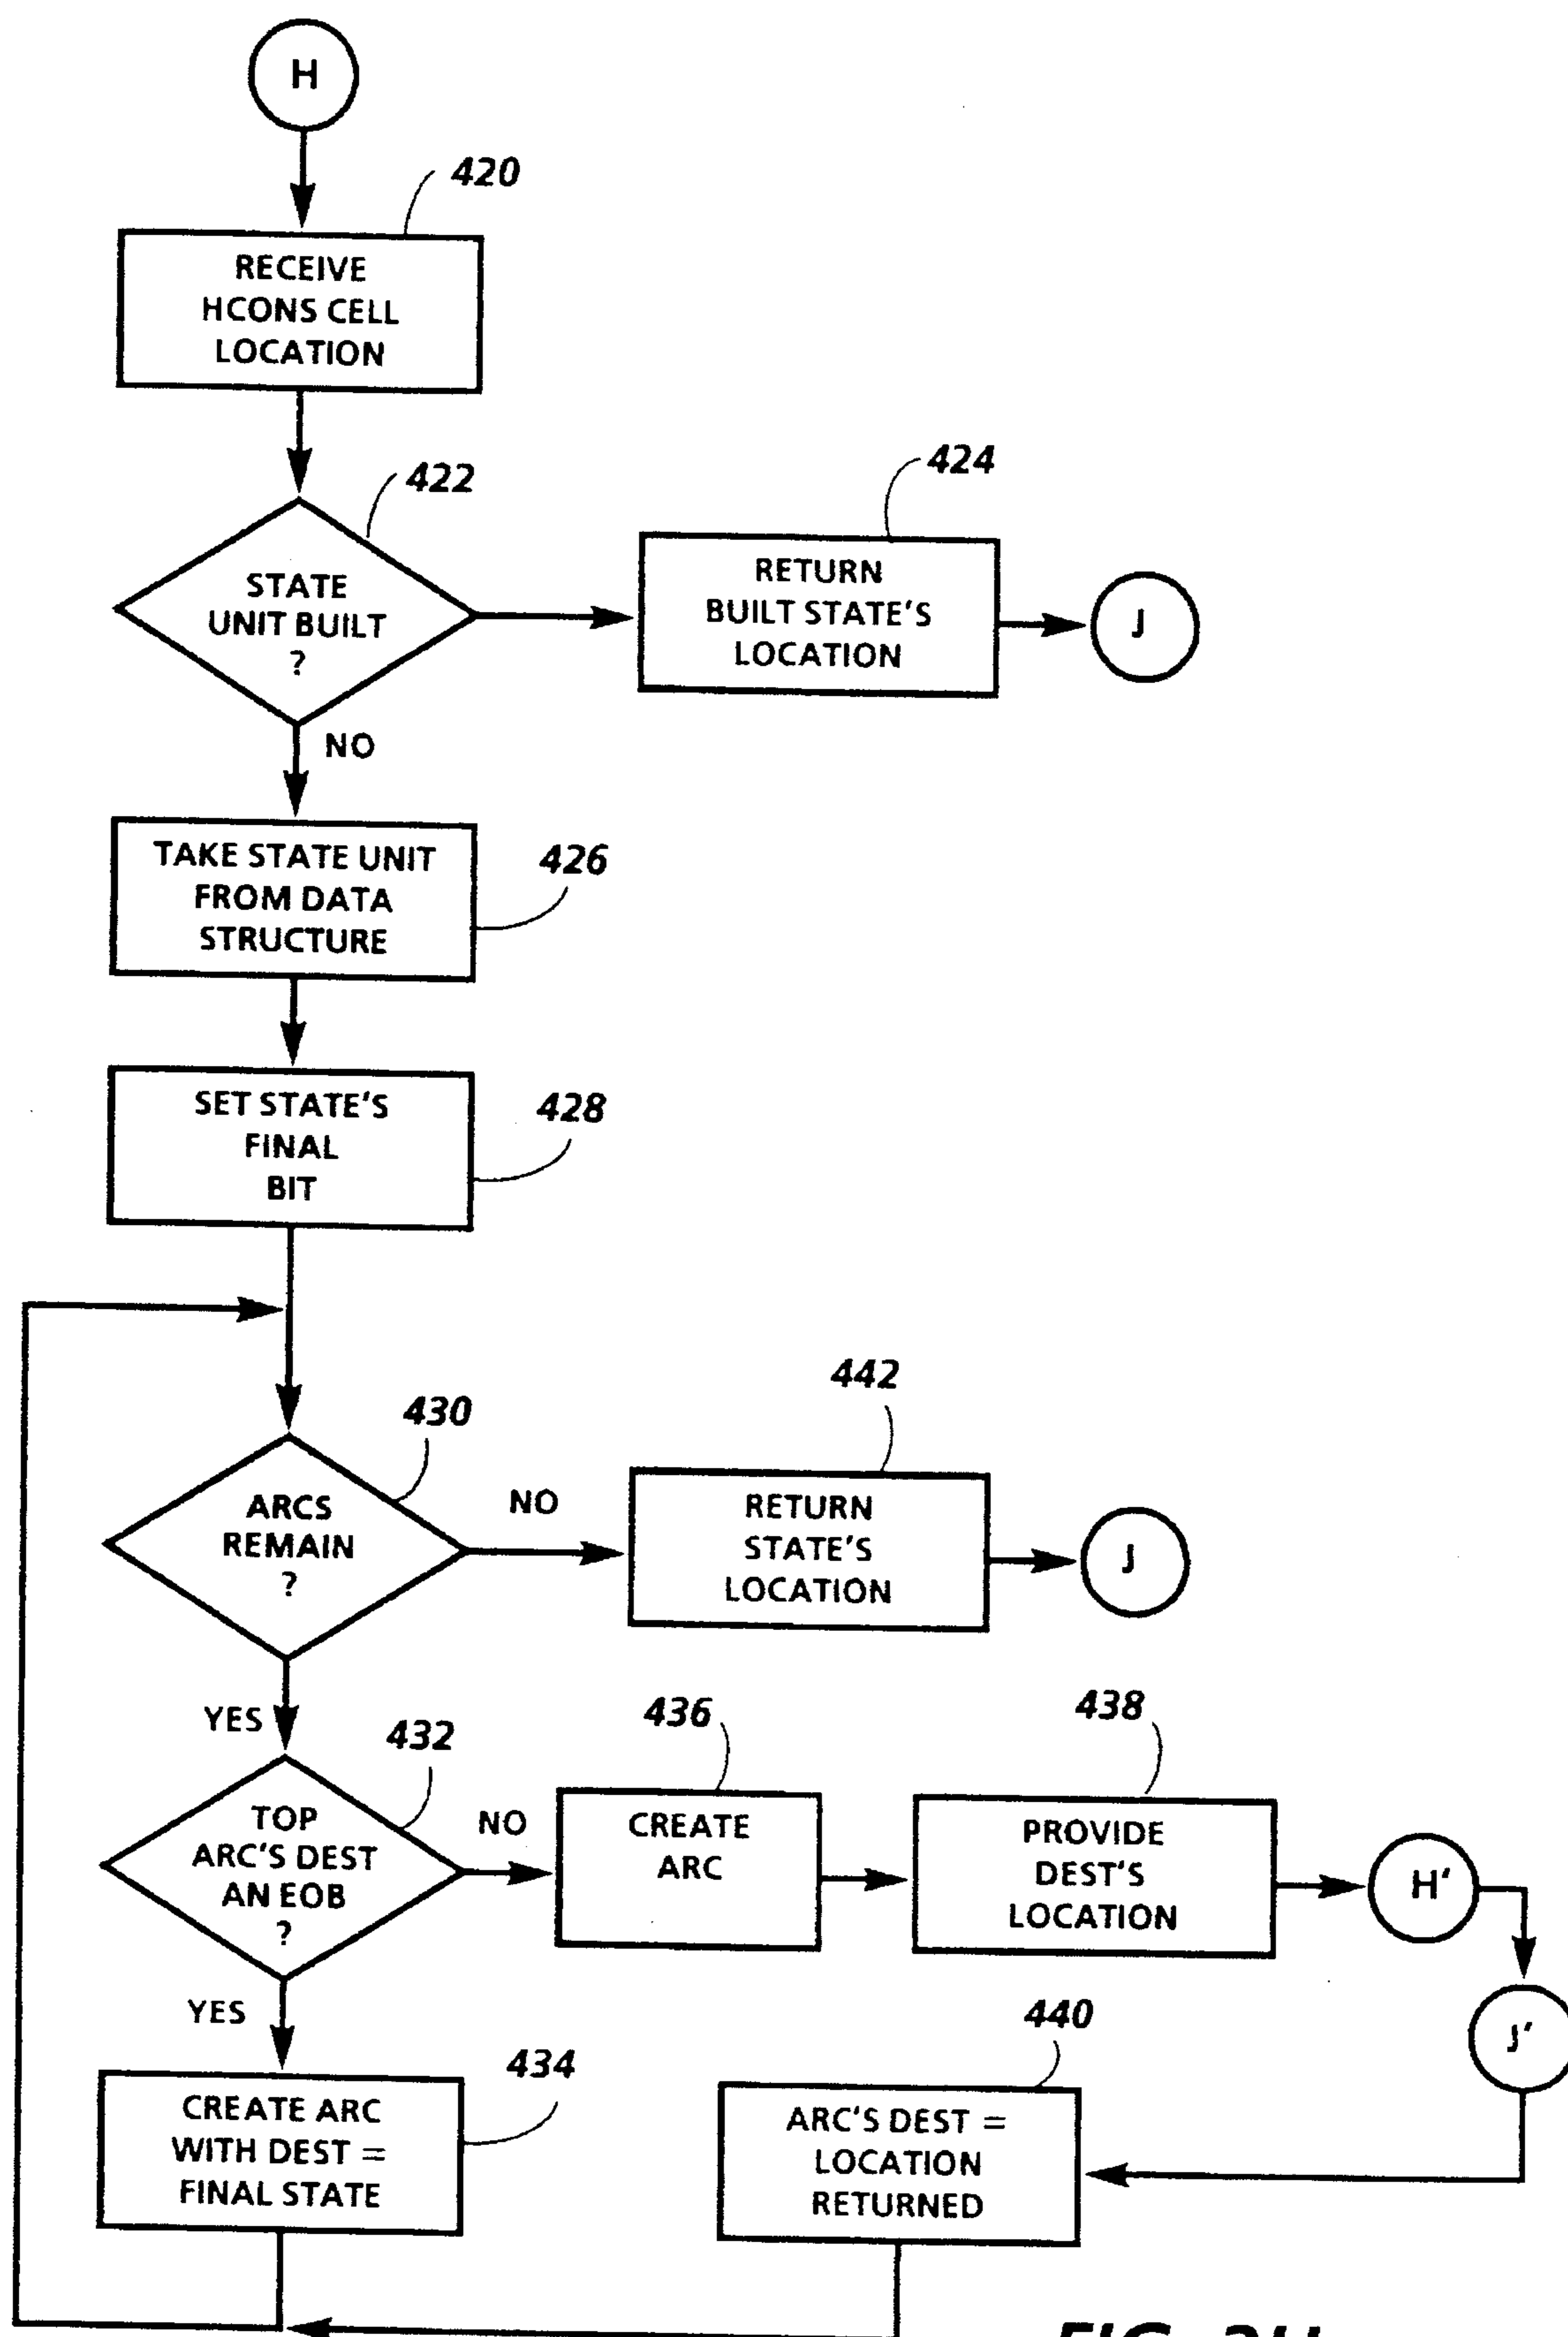 H
420
RECEIVE
HCONS CELL
LOCATION
422
STATE
UNIT BUILT
?
424
RETURN
BUILT STATE'S
LOCATION
J
NO
TAKE STATE UNIT
FROM DATA
STRUCTURE
426
SET STATE'S
FINAL
BIT
428
430
ARCS
REMAIN
?
NO
442
RETURN
STATE'S
LOCATION
J
YES
432
TOP
ARC'S DEST
AN EOB
?
NO
436
CREATE
ARC
438
PROVIDE
DEST'S
LOCATION
H'
J'
YES
434
CREATE ARC
WITH DEST =
FINAL STATE
440
ARC'S DEST =
LOCATION
RETURNED